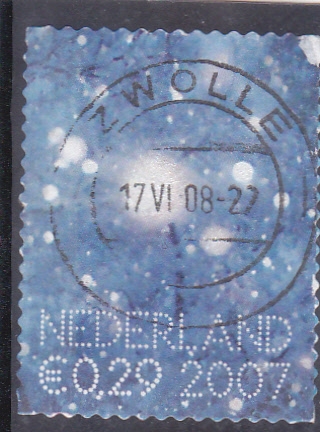 ZWOLLE
17 VI 08-22
NEDERLAND
€0,29 2007